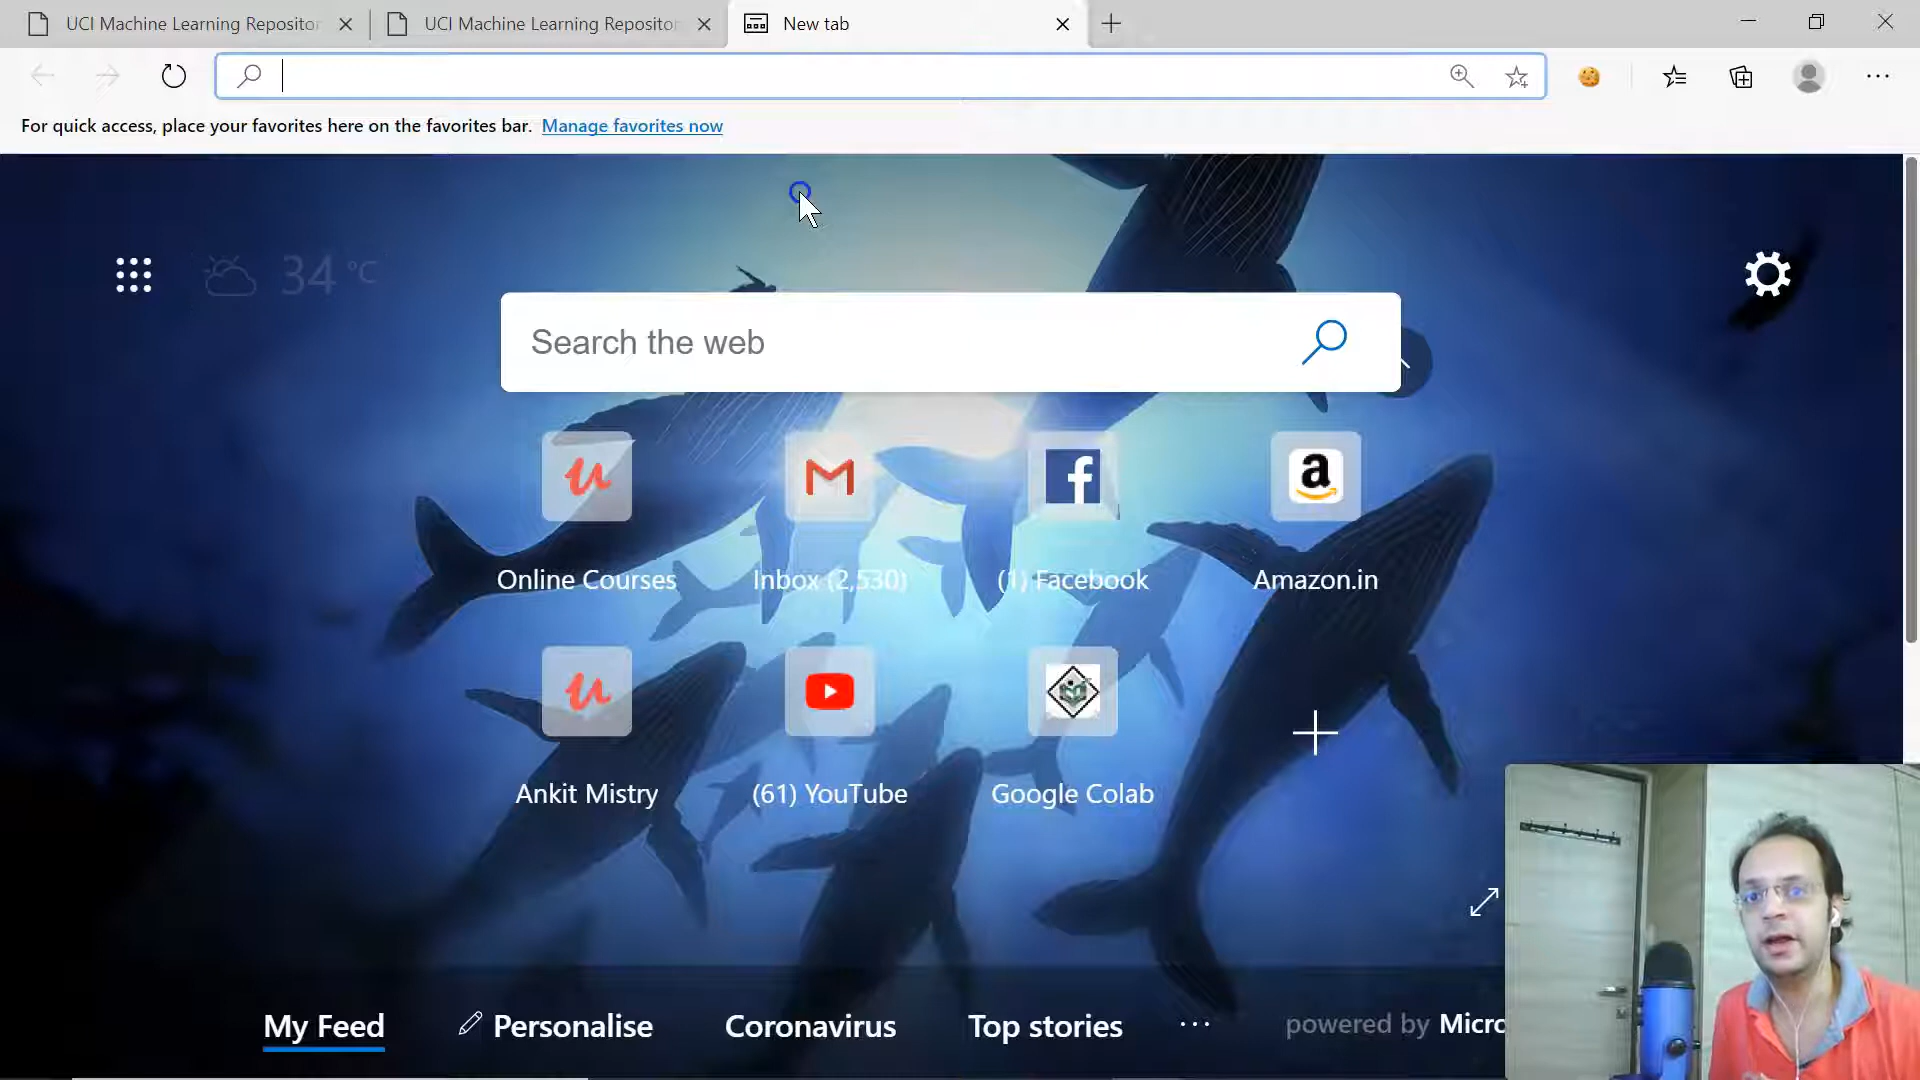 UCI Machine Learning Repositor
UCI Machine Learning Repositor
New tab
For quick access, place your favorites here on the favorites bar. Manage favorites now
34 °C
Search the web
Online Courses
Inbox (2,530)
(1) Facebook
Amazon.in
Ankit Mistry
(61) YouTube
Google Colab
My Feed
Personalise
Coronavirus
Top stories
powered by Micro